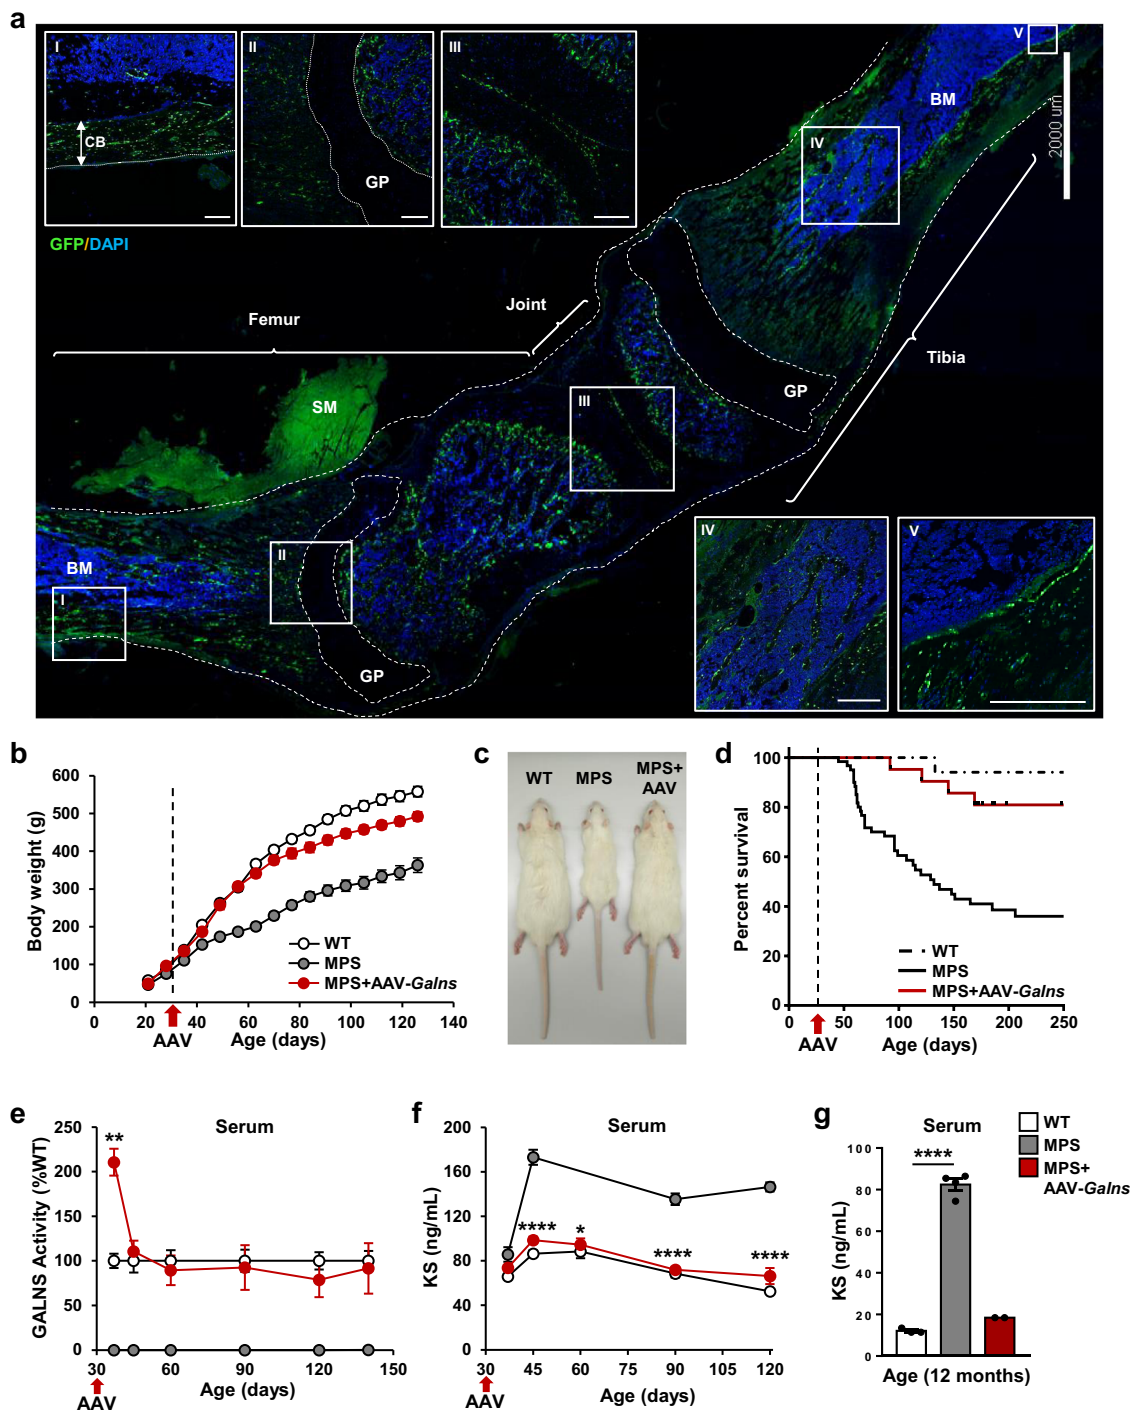 a
I
CB
II
GP
III
V
BM
IV
2000 um
GFP/DAPI
Femur
Joint
Tibia
SM
III
GP
BM
I
II
GP
IV
V
b
600
500
400
300
200
100
0
Body weight (g)
WT
MPS
MPS+AAV-Galns
0 20 40 60 80 100 120 140
AAV
Age (days)
c
WT
MPS
MPS+
AAV
d
100
80
60
40
20
0
Percent survival
WT
MPS
MPS+AAV-Galns
0 50 100 150 200 250
AAV
Age (days)
e
Serum
250
200
150
100
50
0
GALNS Activity (%WT)
**
30 60 90 120 150
AAV
Age (days)
f
Serum
200
160
120
80
40
0
KS (ng/mL)
**** * **** ****
30 45 60 75 90 105 120
AAV
Age (days)
g
Serum
100
80
60
40
20
0
KS (ng/mL)
****
Age (12 months)
WT
MPS
MPS+
AAV-Galns